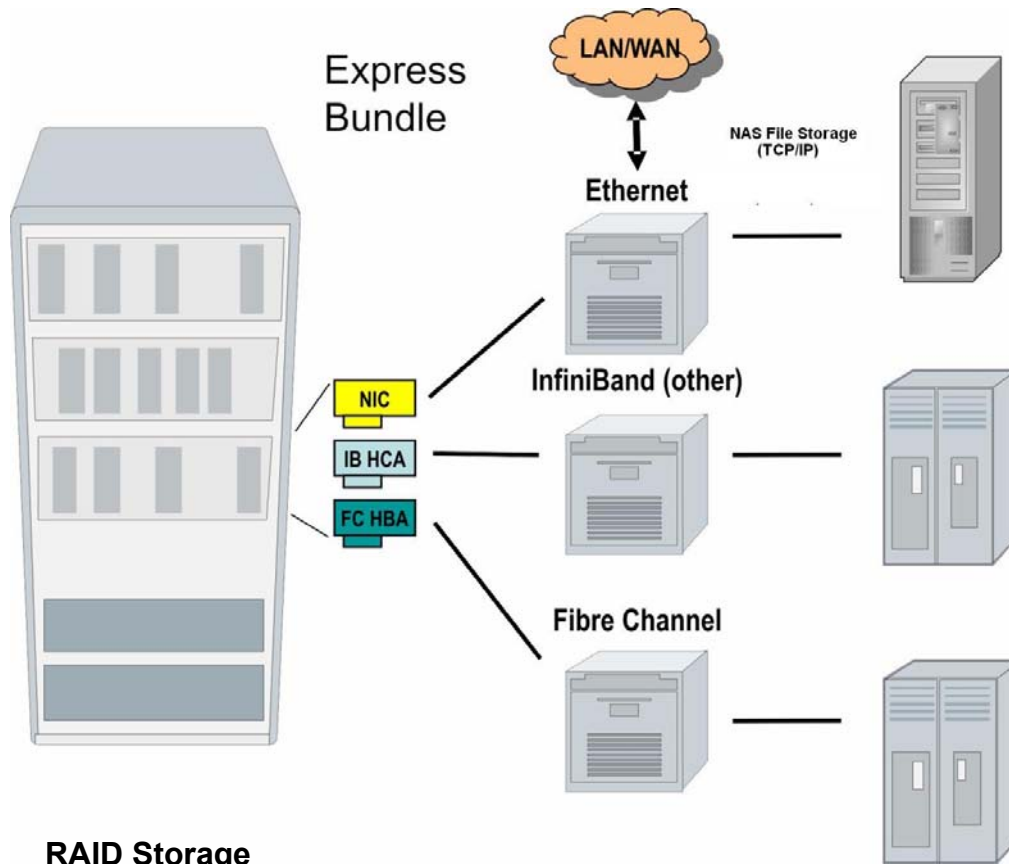 Express
Bundle
LAN/WAN
NAS File Storage
(TCP/IP)
Ethernet
InfiniBand (other)
NIC
IB HCA
FC HBA
Fibre Channel
RAID Storage